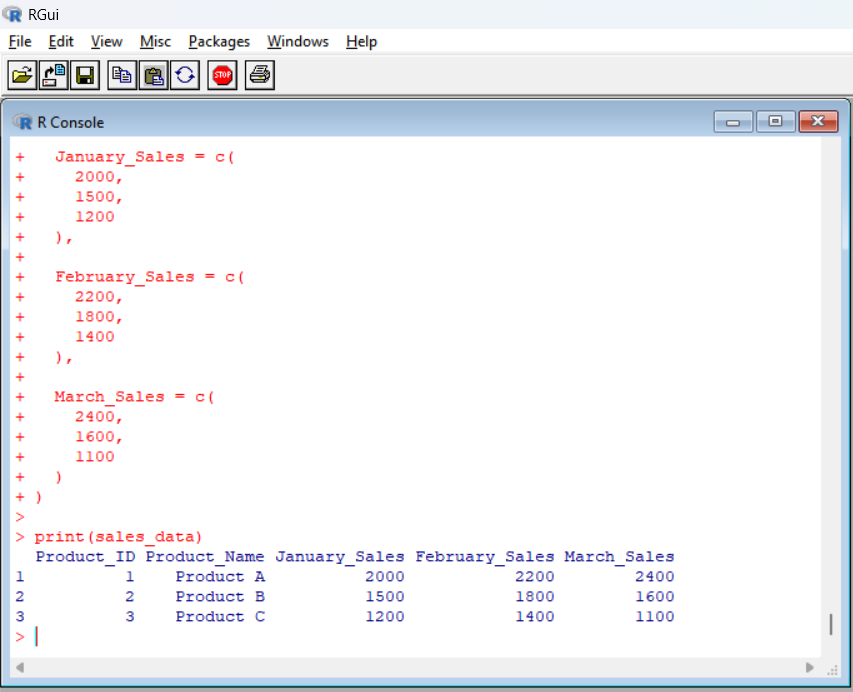 RGui
File Edit View Misc Packages Windows Help
STOP
R Console
+   January_Sales = c(
+     2000,
+     1500,
+     1200
+   ),
+
+   February_Sales = c(
+     2200,
+     1800,
+     1400
+   ),
+
+   March_Sales = c(
+     2400,
+     1600,
+     1100
+   )
+ )
>
> print(sales_data)
  Product_ID Product_Name January_Sales February_Sales March_Sales
1          1    Product A          2000           2200        2400
2          2    Product B          1500           1800        1600
3          3    Product C          1200           1400        1100
>